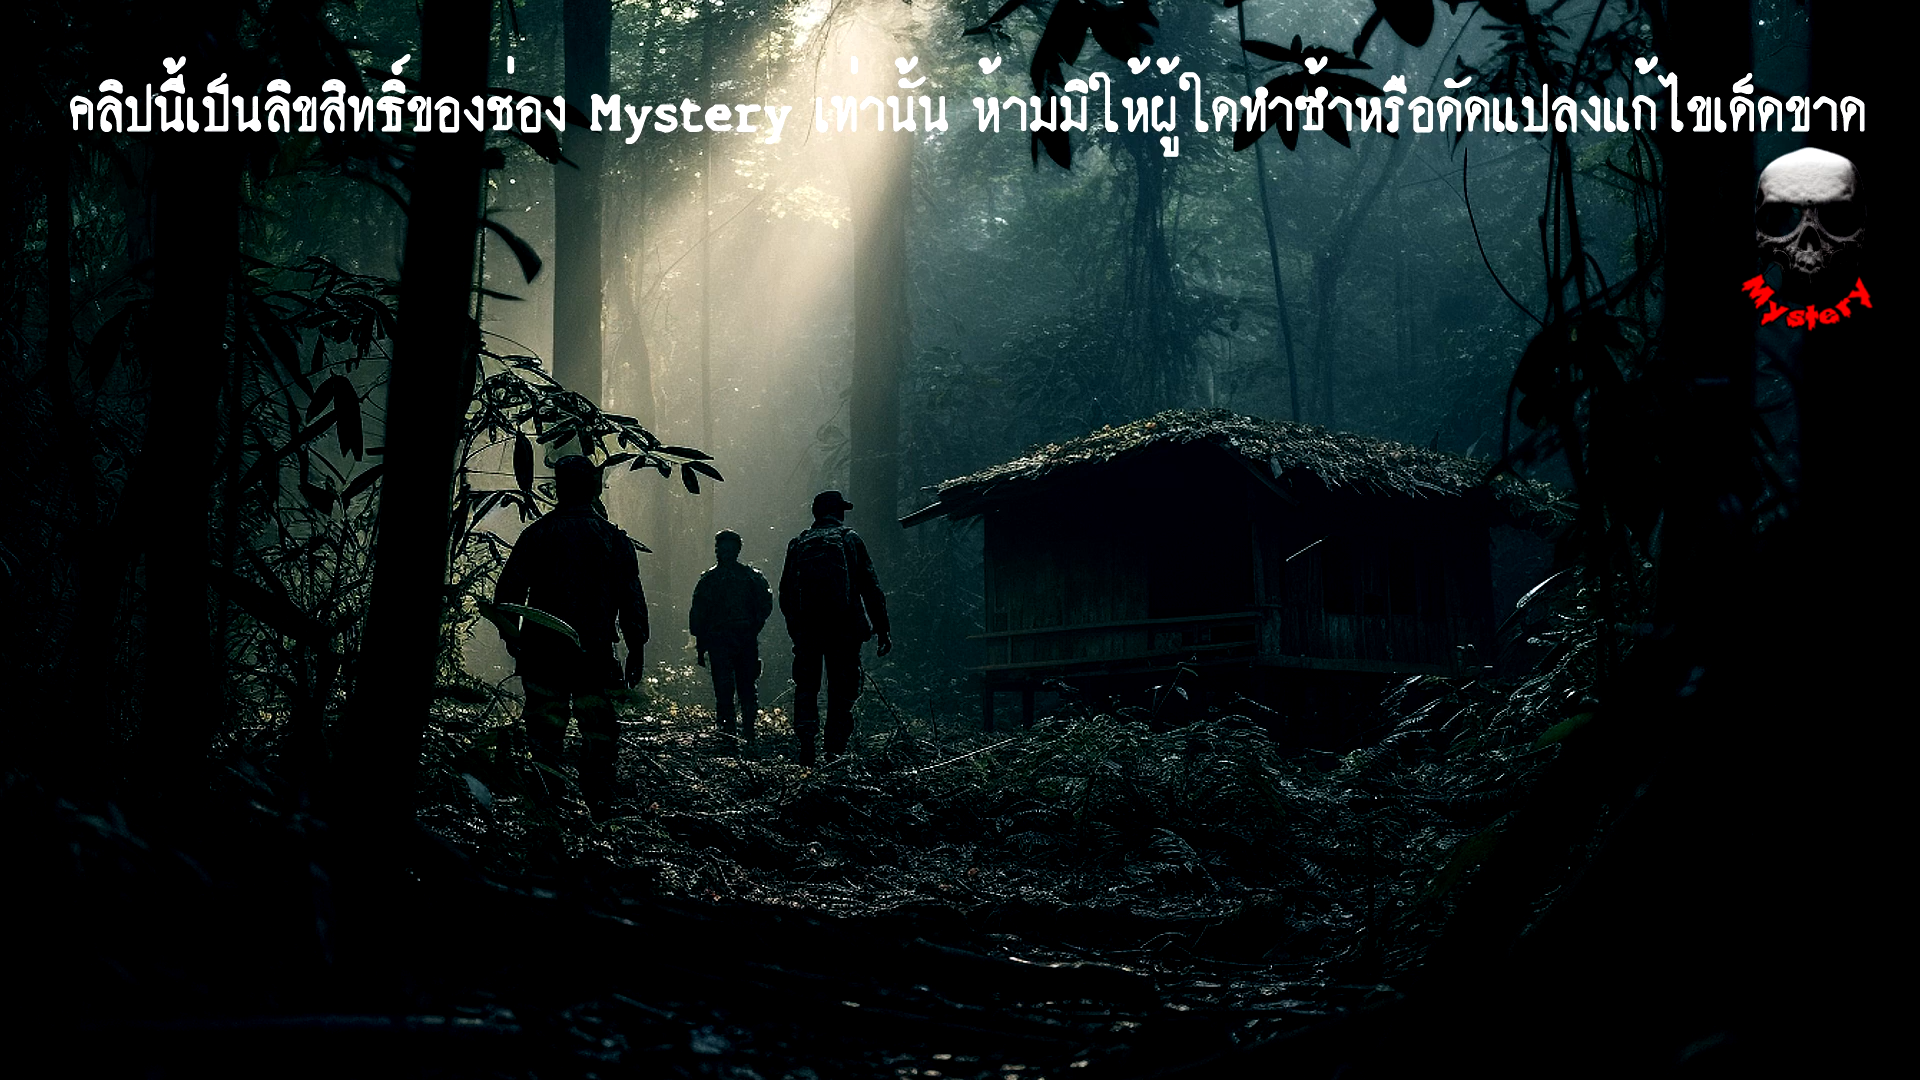 คลิปนี้เป็นลิขสิทธิ์ของช่อง Mystery เท่านั้น ห้ามมิให้ผู้ใดทำซ้ำหรือดัดแปลงแก้ไขเด็ดขาด
Mystery